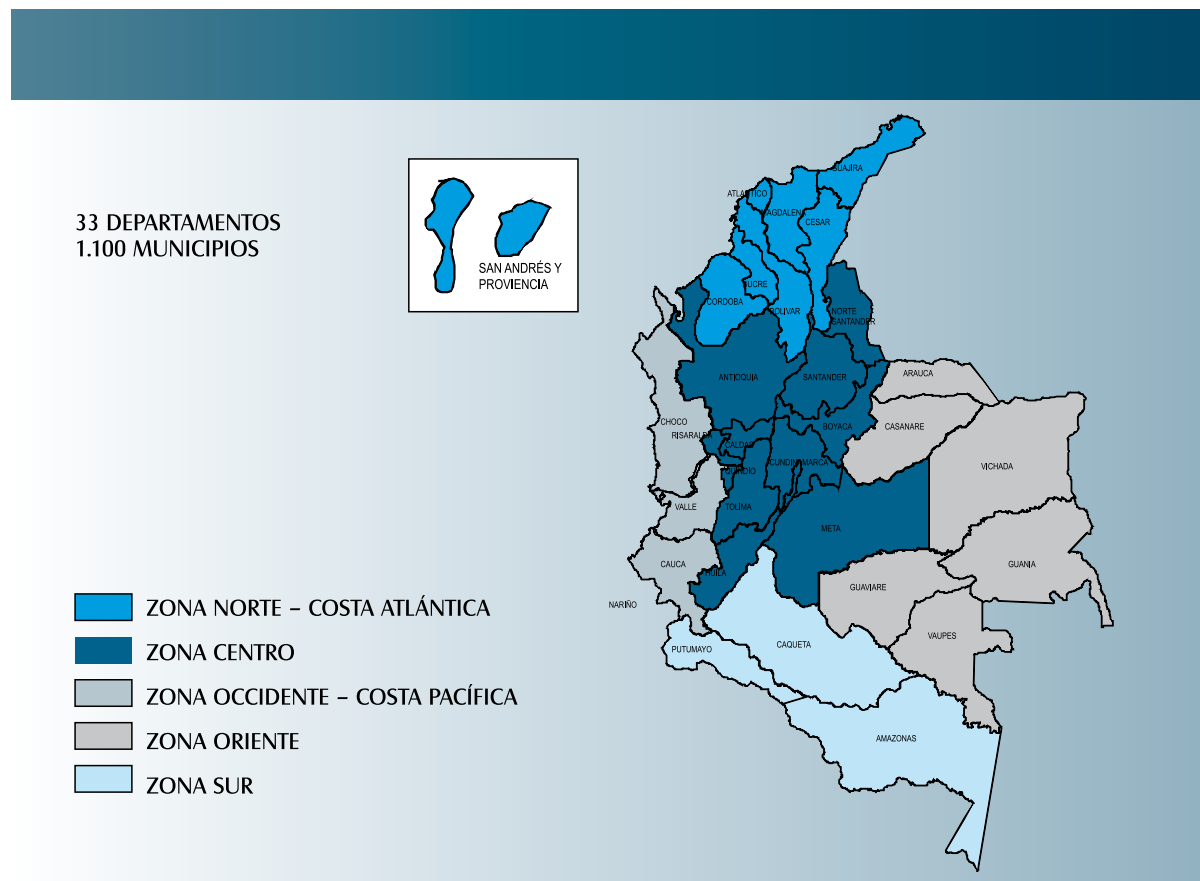 33 DEPARTAMENTOS
1.100 MUNICIPIOS
SAN ANDRÉS Y
PROVIENCIA
GUAJIRA
ATLANTICO
MAGDALENA
CESAR
SUCRE
CORDOBA
BOLIVAR
NORTE
SANTANDER
ANTIOQUIA
SANTANDER
ARAUCA
CHOCO
RISARALDA
BOYACA
CASANARE
CALDAS
CUNDINAMARCA
QUINDIO
VICHADA
VALLE
TOLIMA
META
CAUCA
HUILA
GUAVIARE
GUANIA
NARIÑO
VAUPES
PUTUMAYO
CAQUETA
AMAZONAS
ZONA NORTE – COSTA ATLÁNTICA
ZONA CENTRO
ZONA OCCIDENTE – COSTA PACÍFICA
ZONA ORIENTE
ZONA SUR